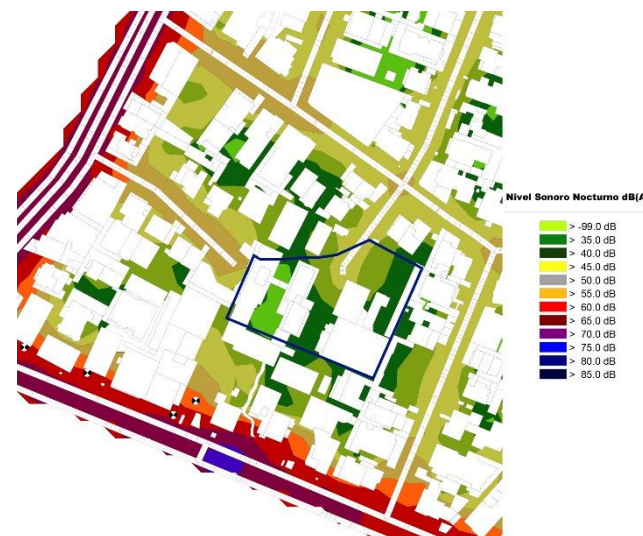 Nivel Sonoro Nocturno dB(A
> -99.0 dB
> 35.0 dB
> 40.0 dB
> 45.0 dB
> 50.0 dB
> 55.0 dB
> 60.0 dB
> 65.0 dB
> 70.0 dB
> 75.0 dB
> 80.0 dB
> 85.0 dB